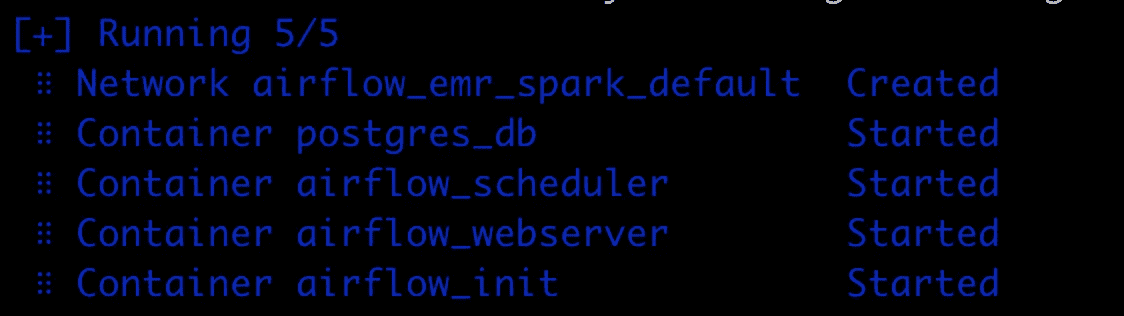 [+] Running 5/5
⠿ Network airflow_emr_spark_default Created
⠿ Container postgres_db Started
⠿ Container airflow_scheduler Started
⠿ Container airflow_webserver Started
⠿ Container airflow_init Started